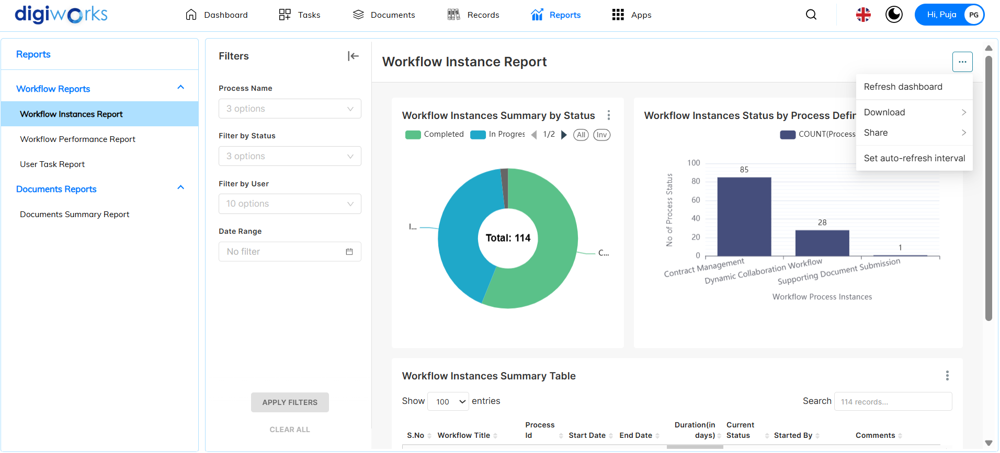 digiworks
Dashboard
Tasks
Documents
Records
Reports
Apps
Hi, Puja
PG
Reports
Workflow Reports
Workflow Instances Report
Workflow Performance Report
User Task Report
Documents Reports
Documents Summary Report
Filters
Process Name
3 options
Filter by Status
3 options
Filter by User
10 options
Date Range
No filter
APPLY FILTERS
CLEAR ALL
Workflow Instance Report
...
Refresh dashboard
Download
Share
Set auto-refresh interval
Workflow Instances Summary by Status
Completed
In Progres
1/2
All
Inv
I...
Total: 114
C...
Workflow Instances Status by Process Defin
COUNT(Process
No of Process Status
100
80
60
40
20
0
85
28
1
Contract Management
Dynamic Collaboration Workflow
Supporting Document Submission
Workflow Process Instances
Workflow Instances Summary Table
Show 100 entries
Search 114 records...
S.No
Workflow Title
Process
Id
Start Date
End Date
Duration(in
days)
Current
Status
Started By
Comments